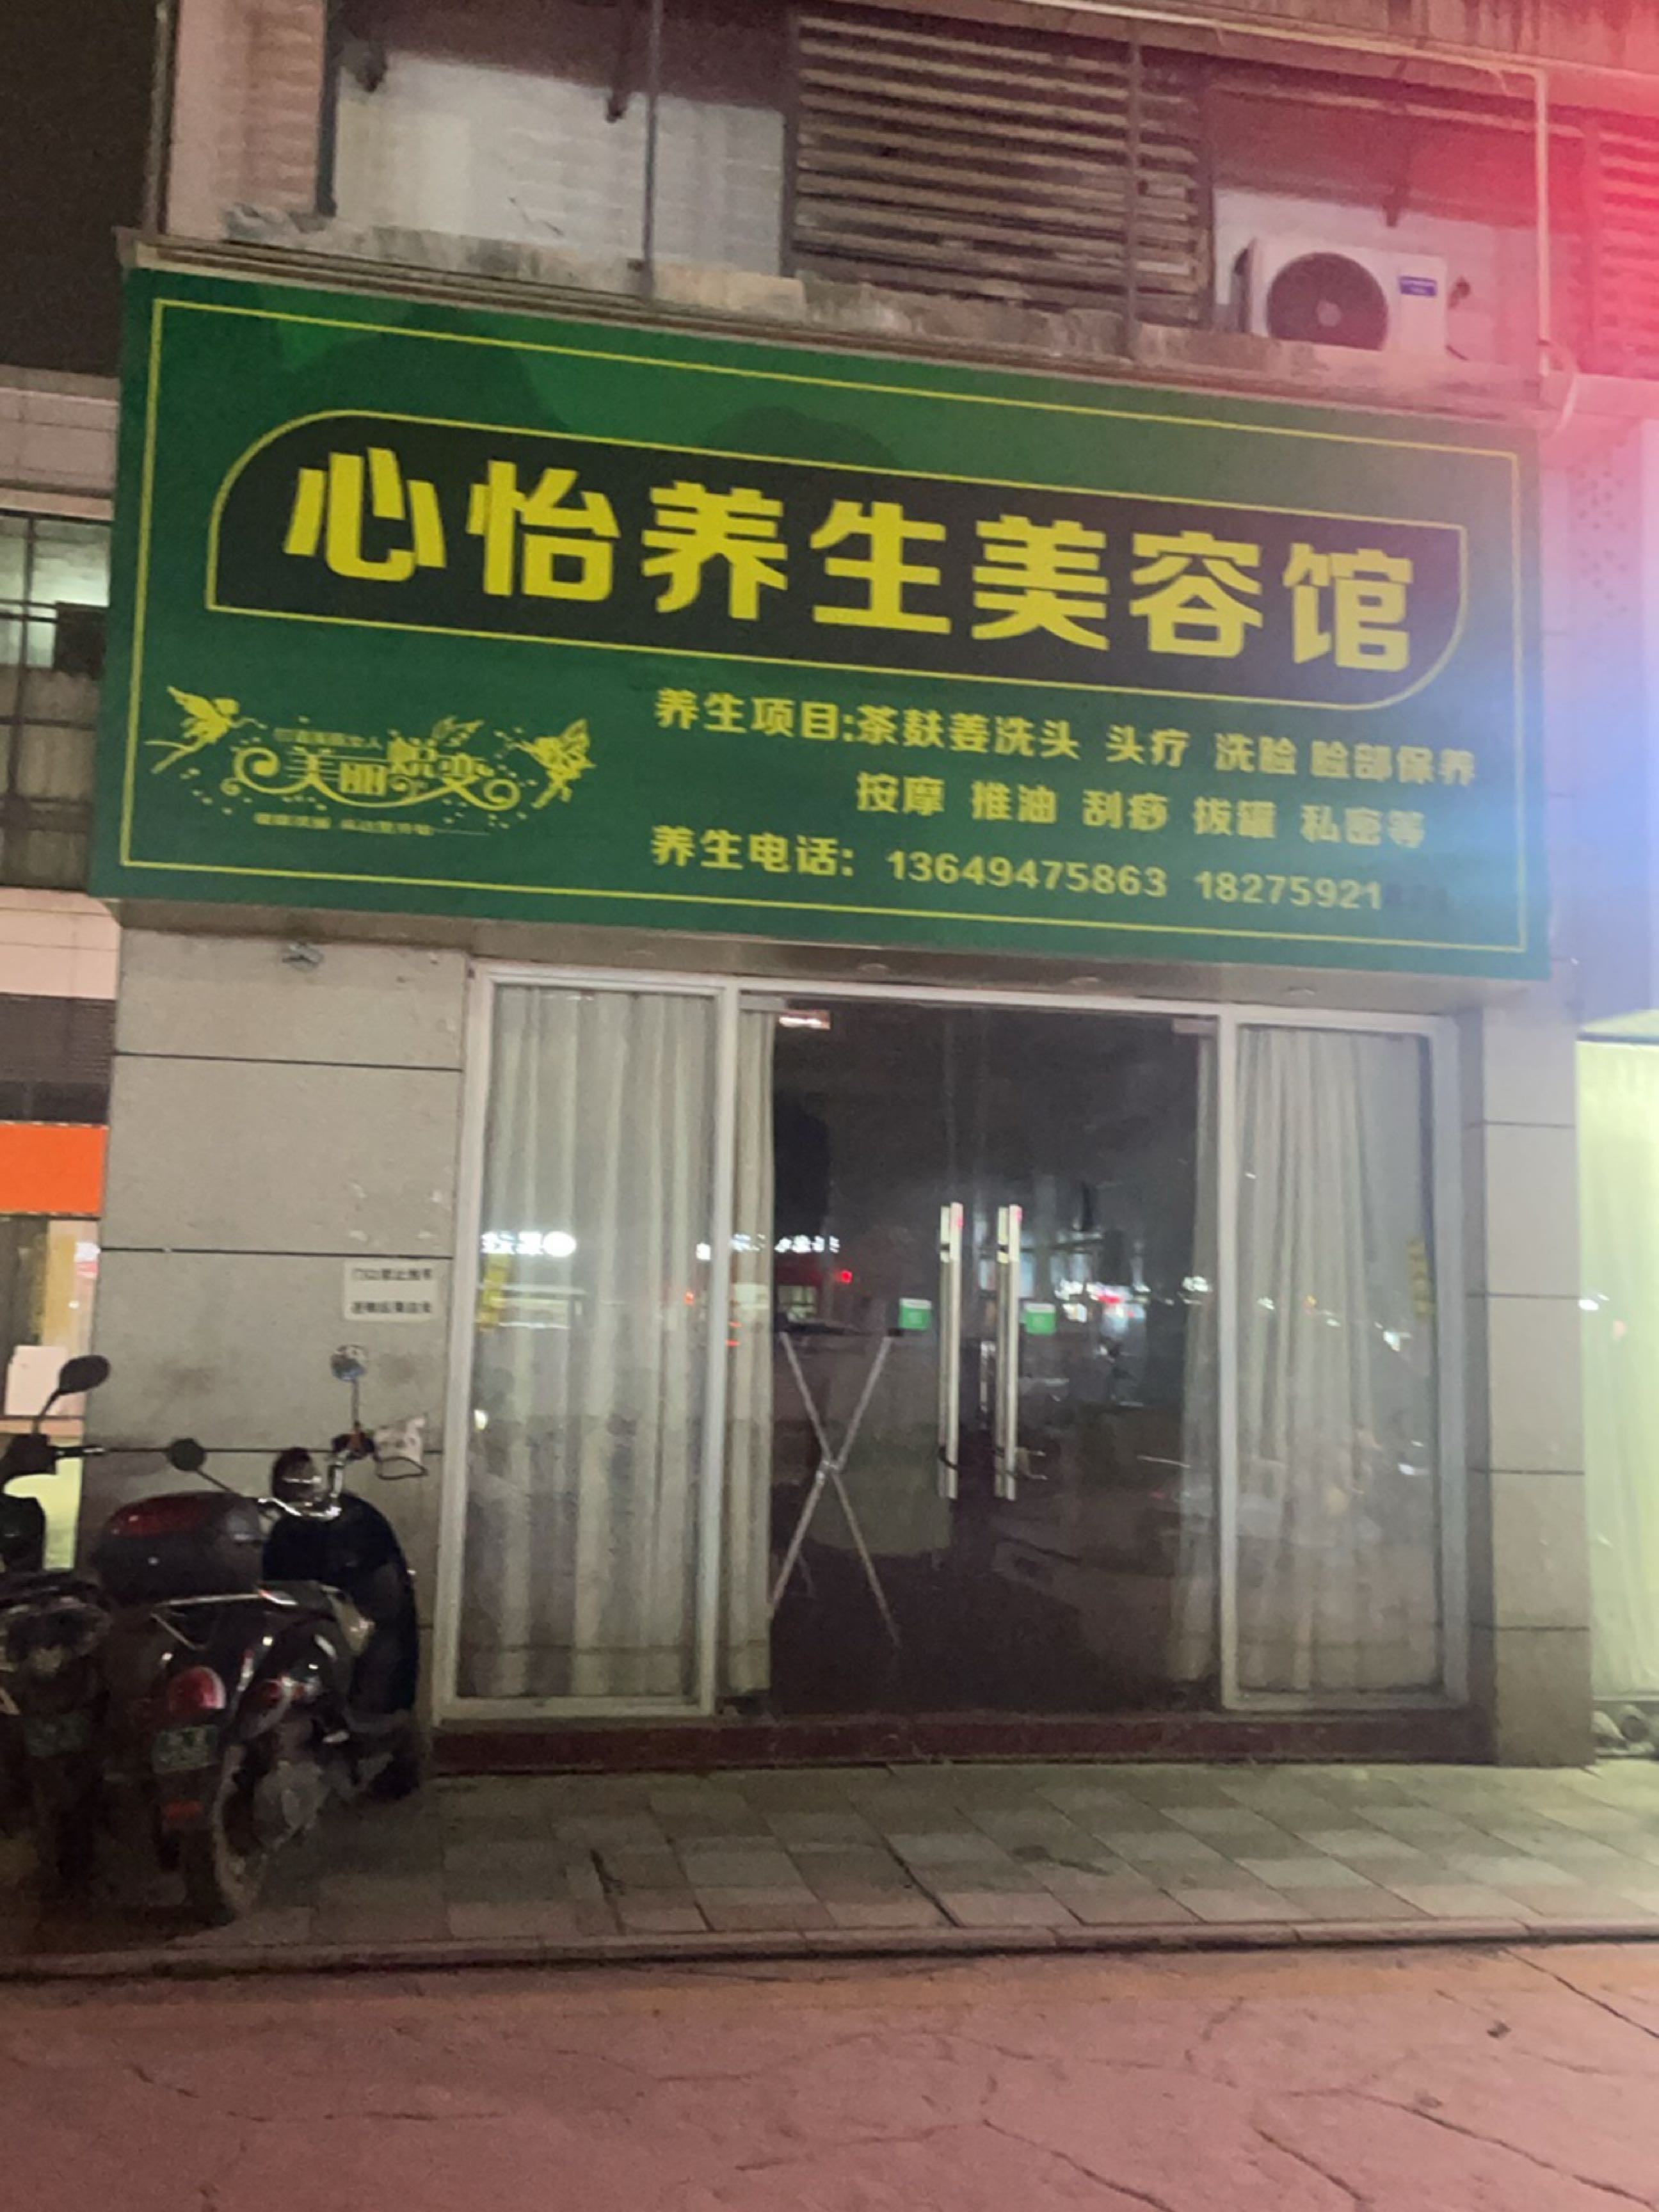 心怡养生美容馆
养生项目:茶麸姜洗头 头疗 洗脸 脸部保养
按摩 推油 刮痧 拔罐 私密等
养生电话：13649475863 18275921
美丽蜕变